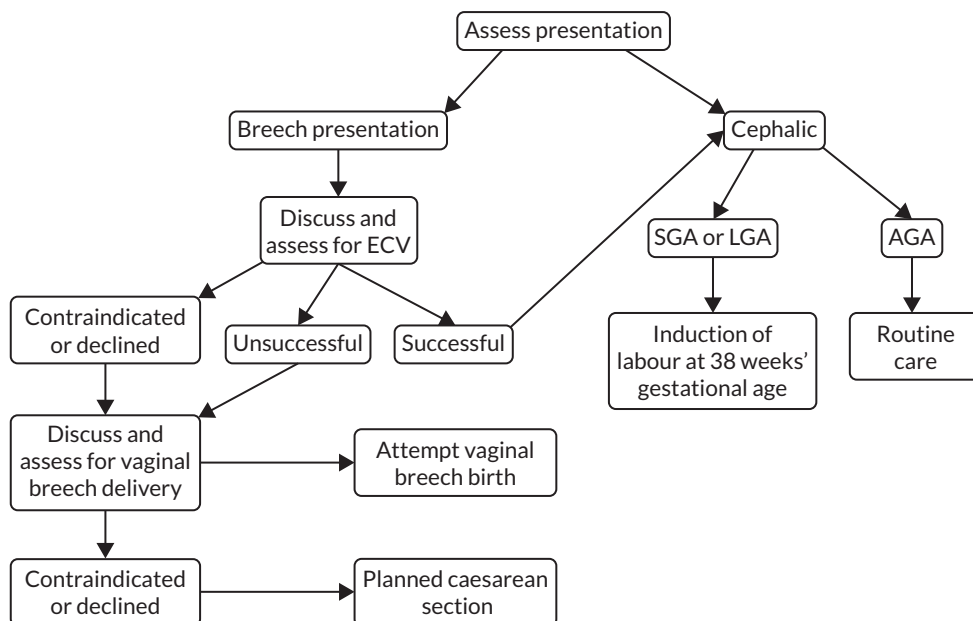 Assess presentation
Breech presentation
Cephalic
Discuss and
assess for ECV
SGA or LGA
AGA
Contraindicated
or declined
Unsuccessful
Successful
Induction of
labour at 38 weeks’
gestational age
Routine
care
Discuss and
assess for vaginal
breech delivery
Attempt vaginal
breech birth
Contraindicated
or declined
Planned caesarean
section